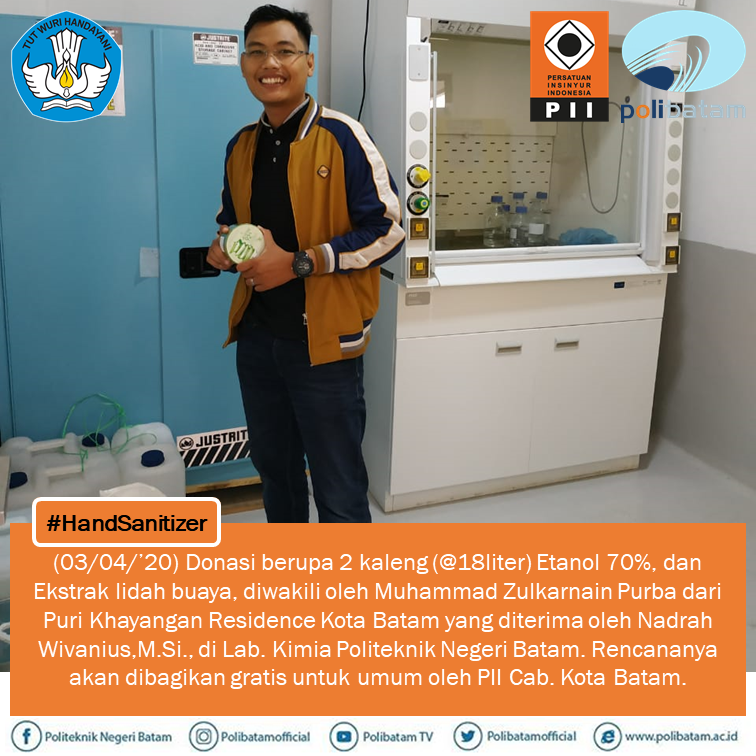 TUT WURI HANDAYANI
JUSTRITE
PERSATUAN
INSINYUR
INDONESIA
PII
polibatam
JUSTRITE
#HandSanitizer
(03/04/'20) Donasi berupa 2 kaleng (@18liter) Etanol 70%, dan
Ekstrak lidah buaya, diwakili oleh Muhammad Zulkarnain Purba dari
Puri Khayangan Residence Kota Batam yang diterima oleh Nadrah
Wivanius,M.Si., di Lab. Kimia Politeknik Negeri Batam. Rencananya
akan dibagikan gratis untuk umum oleh PII Cab. Kota Batam.
Politeknik Negeri Batam
Polibatamofficial
Polibatam TV
Polibatamofficial
www.polibatam.ac.id